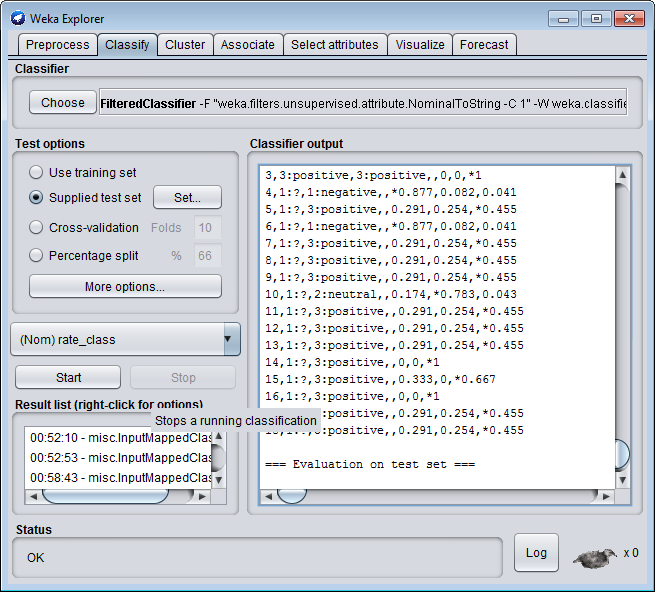 Weka Explorer
Preprocess Classify Cluster Associate Select attributes Visualize Forecast
Classifier
Choose FilteredClassifier -F "weka.filters.unsupervised.attribute.NominalToString -C 1" -W weka.classifie
Test options
Use training set
Supplied test set Set...
Cross-validation Folds 10
Percentage split % 66
More options...
(Nom) rate_class
Start Stop
Result list (right-click for options)
Stops a running classification
00:52:10 - misc.InputMappedClas
00:52:53 - misc.InputMappedClas
00:58:43 - misc.InputMappedClas
Classifier output
3,3:positive,3:positive,,0,0,*1
4,1:?,1:negative,,*0.877,0.082,0.041
5,1:?,3:positive,,0.291,0.254,*0.455
6,1:?,1:negative,,*0.877,0.082,0.041
7,1:?,3:positive,,0.291,0.254,*0.455
8,1:?,3:positive,,0.291,0.254,*0.455
9,1:?,3:positive,,0.291,0.254,*0.455
10,1:?,2:neutral,,0.174,*0.783,0.043
11,1:?,3:positive,,0.291,0.254,*0.455
12,1:?,3:positive,,0.291,0.254,*0.455
13,1:?,3:positive,,0.291,0.254,*0.455
14,1:?,3:positive,,0,0,*1
15,1:?,3:positive,,0.333,0,*0.667
16,1:?,3:positive,,0,0,*1
:positive,,0.291,0.254,*0.455
:positive,,0.291,0.254,*0.455
=== Evaluation on test set ===
Status
OK
Log x 0